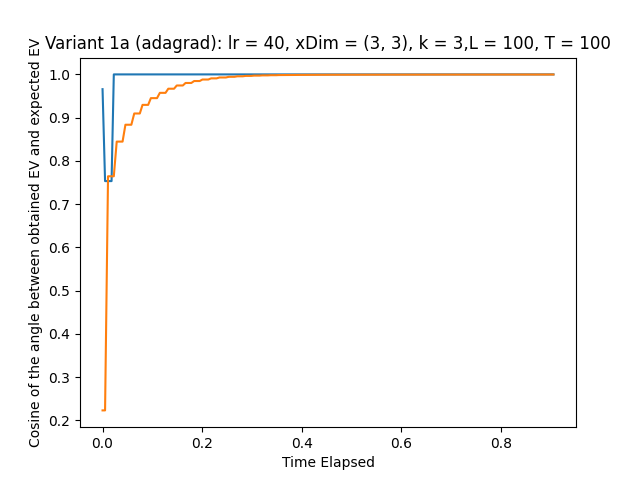 Variant 1a (adagrad): lr = 40, xDim = (3, 3), k = 3,L = 100, T = 100
Cosine of the angle between obtained EV and expected EV
1.0
0.9
0.8
0.7
0.6
0.5
0.4
0.3
0.2
0.0 0.2 0.4 0.6 0.8
Time Elapsed